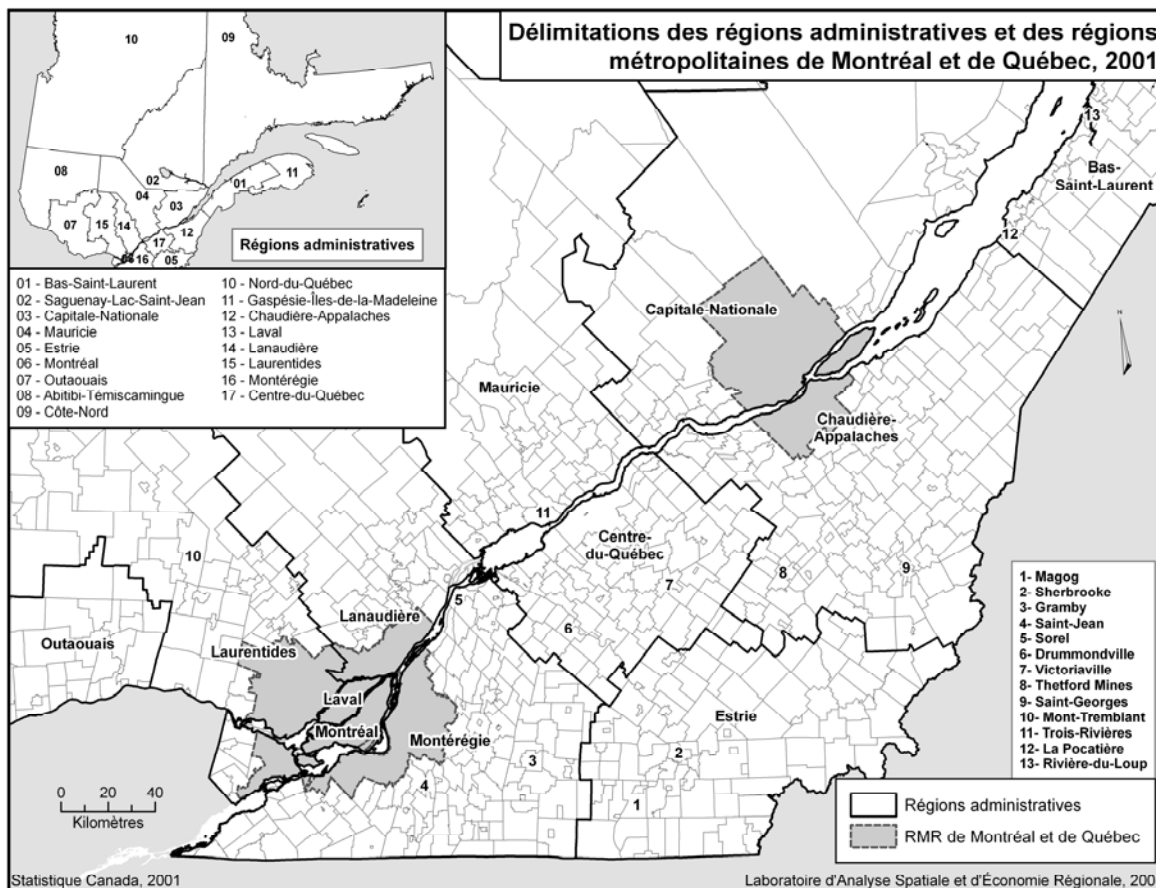 Délimitations des régions administratives et des régions
métropolitaines de Montréal et de Québec, 2001
10
09
08
02
04
01
11
03
07
15
14
12
17
06
16
05
Régions administratives
01 - Bas-Saint-Laurent
02 - Saguenay-Lac-Saint-Jean
03 - Capitale-Nationale
04 - Mauricie
05 - Estrie
06 - Montréal
07 - Outaouais
08 - Abitibi-Témiscamingue
09 - Côte-Nord
10 - Nord-du-Québec
11 - Gaspésie-Îles-de-la-Madeleine
12 - Chaudière-Appalaches
13 - Laval
14 - Lanaudière
15 - Laurentides
16 - Montérégie
17 - Centre-du-Québec
13
Bas-
Saint-Laurent
12
N
Capitale-Nationale
Mauricie
Chaudière-
Appalaches
11
Centre-
du-Québec
10
8
9
7
5
Lanaudière
6
Outaouais
Laurentides
Laval
Montréal
Montérégie
Estrie
2
3
4
1
1- Magog
2- Sherbrooke
3- Gramby
4- Saint-Jean
5- Sorel
6- Drummondville
7- Victoriaville
8- Thetford Mines
9- Saint-Georges
10- Mont-Tremblant
11- Trois-Rivières
12- La Pocatière
13- Rivière-du-Loup
0 20 40
Kilomètres
Régions administratives
RMR de Montréal et de Québec
Statistique Canada, 2001
Laboratoire d'Analyse Spatiale et d'Économie Régionale, 200